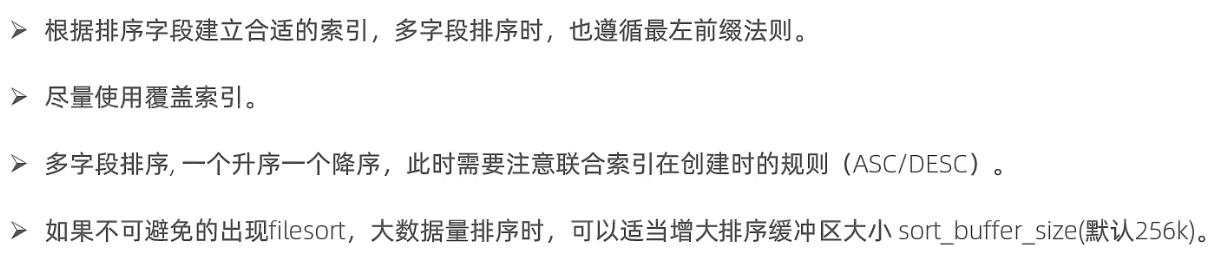 ➢ 根据排序字段建立合适的索引，多字段排序时，也遵循最左前缀法则。
➢ 尽量使用覆盖索引。
➢ 多字段排序, 一个升序一个降序，此时需要注意联合索引在创建时的规则（ASC/DESC）。
➢ 如果不可避免的出现filesort，大数据量排序时，可以适当增大排序缓冲区大小 sort_buffer_size(默认256k)。